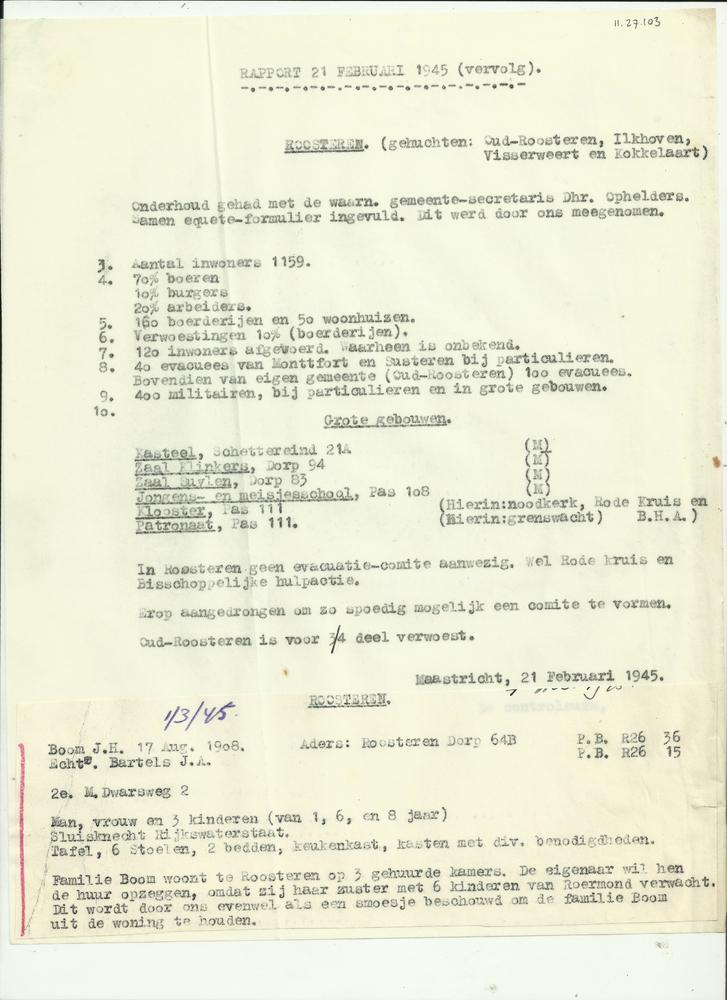 11.27.103
RAPPORT 21 FEBRUARI 1945 (vervolg).
ROOSTEREN. (gehuchten: Oud-Roosteren, Ilkhoven,
Visserweert en Kokkelaart)
Onderhoud gehad met de waarn. gemeente-secretaris Dhr. Ophelders.
Samen equete-formulier ingevuld. Dit werd door ons meegenomen.
3. Aantal inwoners 1159.
4. 70% boeren
10% burgers
20% arbeiders.
5. 160 boerderijen en 50 woonhuizen.
6. Verwoestingen 10% (boerderijen).
7. 120 inwoners afgevoerd. Waarheen is onbekend.
8. 40 evacuees van Monttfort en Susteren bij particulieren.
Bovendien van eigen gemeente (Oud-Roosteren) 100 evacuees.
9. 400 militairen, bij particulieren en in grote gebouwen.
10.
Grote gebouwen.
Kasteel, Schettereind 21A (M)
Zaal Flinkers, Dorp 94 (M)
Zaal Suylen, Dorp 83 (M)
Jongens- en meisjesschool, Pas 108 (M)
Klooster, Pas 111 (Hierin:noodkerk, Rode Kruis en
Patronaat, Pas 111. (Hierin:grenswacht) B.H.A.)
In Roosteren geen evacuatie-comite aanwezig. Wel Rode kruis en
Bisschoppelijke hulpactie.
Erop aangedrongen om zo spoedig mogelijk een comite te vormen.
Oud-Roosteren is voor 3/4 deel verwoest.
Maastricht, 21 Februari 1945.
ROOSTEREN.
De controleurs,
1/3/45.
Boom J.H. 17 Aug. 1908. Aders: Roosteren Dorp 64B P.B. R26 36
Echtᵉ. Bartels J.A. P.B. R26 15
2e. M.Dwarsweg 2
Man, vrouw en 3 kinderen (van 1, 6, en 8 jaar)
Sluisknecht Rijkswaterstaat.
Tafel, 6 Stoelen, 2 bedden, keukenkast, kasten met div. benodigdheden.
Familie Boom woont te Roosteren op 3 gehuurde kamers. De eigenaar wil hen
de huur opzeggen, omdat zij haar zuster met 6 kinderen van Roermond verwacht.
Dit wordt door ons evenwel als een smoesje beschouwd om de familie Boom
uit de woning te houden.